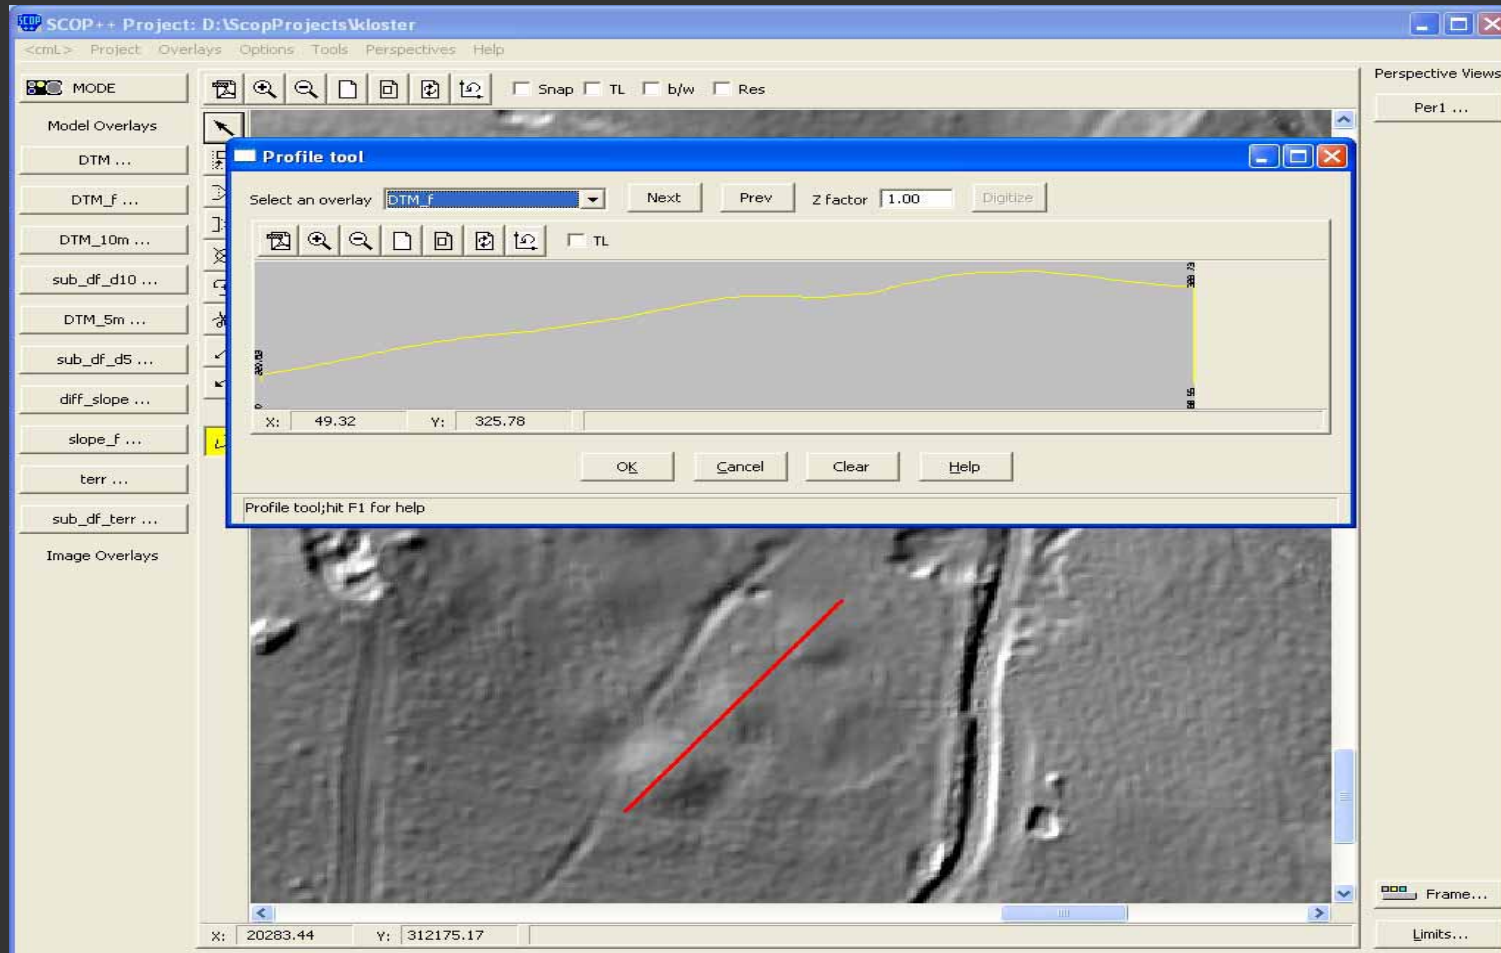 SCOP++ Project: D:\ScopProjects\kloster
<cmL> Project Overlays Options Tools Perspectives Help
MODE
Snap TL b/w Res
Perspective Views
Per1 ...
Model Overlays
DTM ...
DTM_f ...
DTM_10m ...
sub_df_d10 ...
DTM_5m ...
sub_df_d5 ...
diff_slope ...
slope_f ...
terr ...
sub_df_terr ...
Image Overlays
Profile tool
Select an overlay DTM_f Next Prev Z factor 1.00 Digitize
TL
0
X: 49.32 Y: 325.78
OK Cancel Clear Help
Profile tool;hit F1 for help
Frame...
Limits...
X: 20283.44 Y: 312175.17